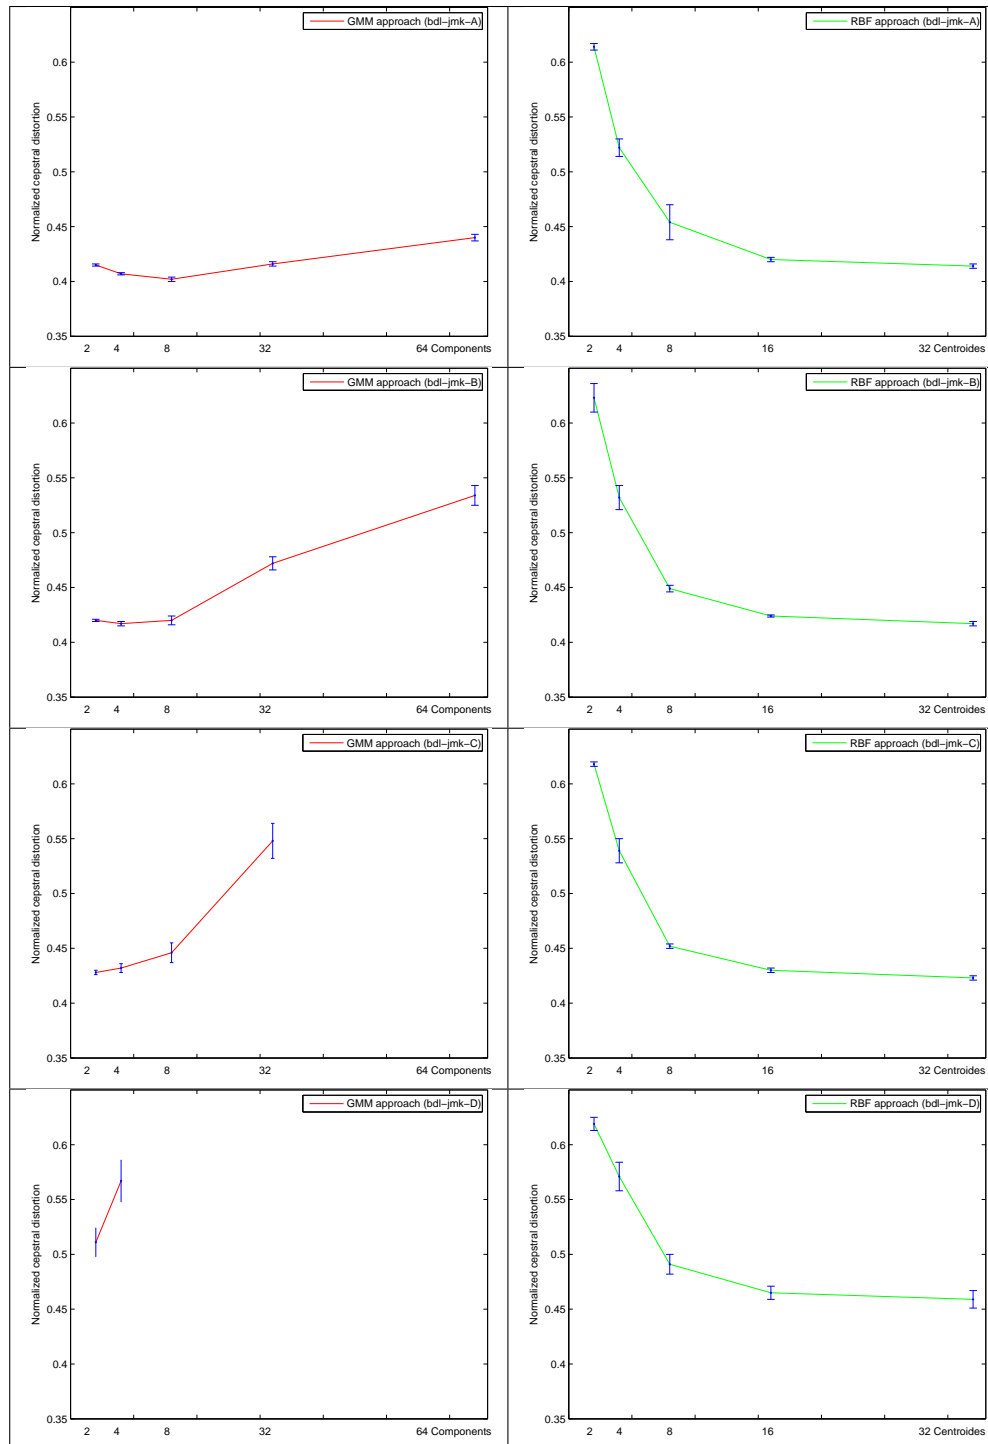 GMM approach (bdl−jmk−A)
0.6
0.55
0.5
0.45
0.4
0.35
Normalized cepstral distortion
2 4 8 32 64 Components
RBF approach (bdl−jmk−A)
0.6
0.55
0.5
0.45
0.4
0.35
Normalized cepstral distortion
2 4 8 16 32 Centroides
GMM approach (bdl−jmk−B)
0.6
0.55
0.5
0.45
0.4
0.35
Normalized cepstral distortion
2 4 8 32 64 Components
RBF approach (bdl−jmk−B)
0.6
0.55
0.5
0.45
0.4
0.35
Normalized cepstral distortion
2 4 8 16 32 Centroides
GMM approach (bdl−jmk−C)
0.6
0.55
0.5
0.45
0.4
0.35
Normalized cepstral distortion
2 4 8 32 64 Components
RBF approach (bdl−jmk−C)
0.6
0.55
0.5
0.45
0.4
0.35
Normalized cepstral distortion
2 4 8 16 32 Centroides
GMM approach (bdl−jmk−D)
0.6
0.55
0.5
0.45
0.4
0.35
Normalized cepstral distortion
2 4 8 32 64 Components
RBF approach (bdl−jmk−D)
0.6
0.55
0.5
0.45
0.4
0.35
Normalized cepstral distortion
2 4 8 16 32 Centroides